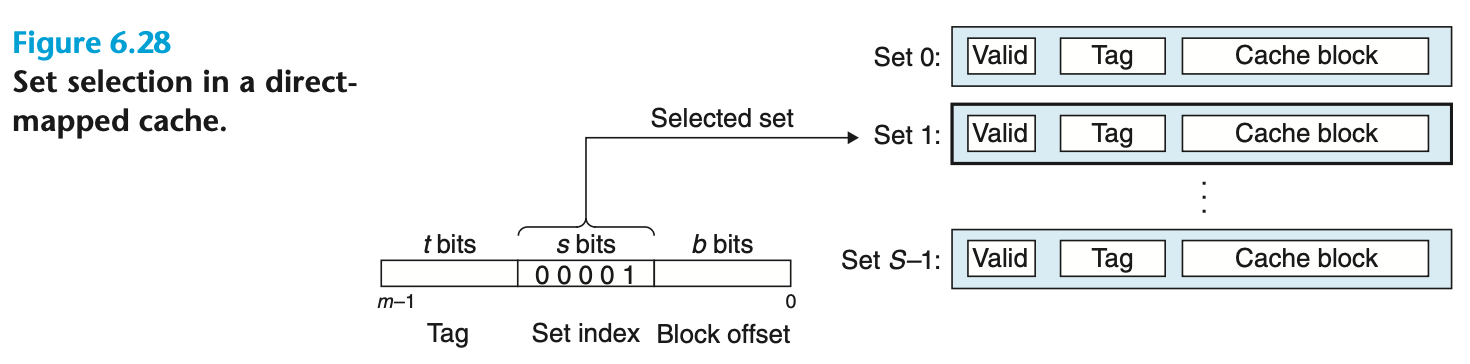 Figure 6.28
Set selection in a direct-
mapped cache.
Set 0: Valid Tag Cache block
Selected set
Set 1: Valid Tag Cache block
⋮
t bits s bits b bits
Set S–1: Valid Tag Cache block
0 0 0 0 1
m–1 0
Tag Set index Block offset